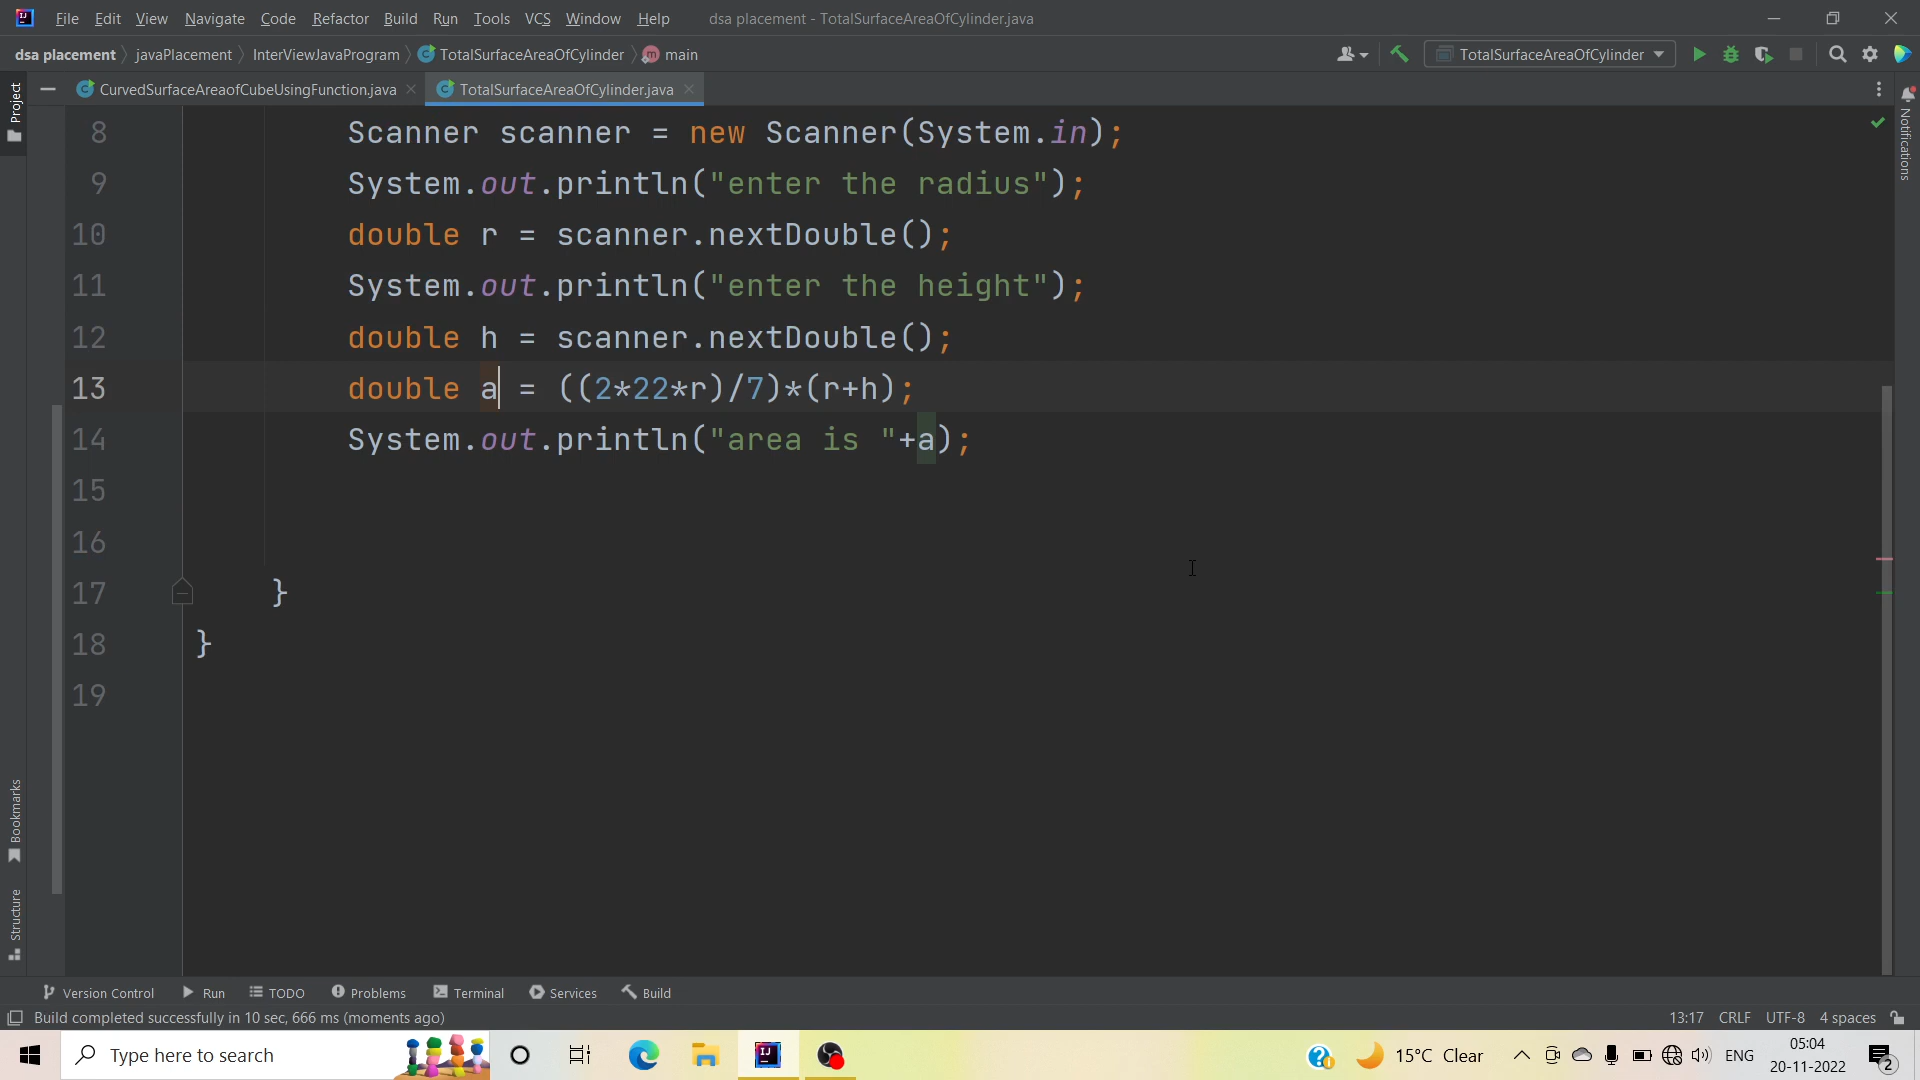 File Edit View Navigate Code Refactor Build Run Tools VCS Window Help dsa placement - TotalSurfaceAreaOfCylinder.java
dsa placement javaPlacement InterViewJavaProgram TotalSurfaceAreaOfCylinder m main TotalSurfaceAreaOfCylinder
Project
CurvedSurfaceAreaofCubeUsingFunction.java TotalSurfaceAreaOfCylinder.java
Notifications
8 Scanner scanner = new Scanner(System.in);
9 System.out.println("enter the radius");
10 double r = scanner.nextDouble();
11 System.out.println("enter the height");
12 double h = scanner.nextDouble();
13 double a = ((2*22*r)/7)*(r+h);
14 System.out.println("area is "+a);
15
16
17 }
18 }
19
Bookmarks
Structure
Version Control Run TODO Problems Terminal Services Build
Build completed successfully in 10 sec, 666 ms (moments ago) 13:17 CRLF UTF-8 4 spaces
Type here to search 15°C Clear ENG 05:04
20-11-2022 2